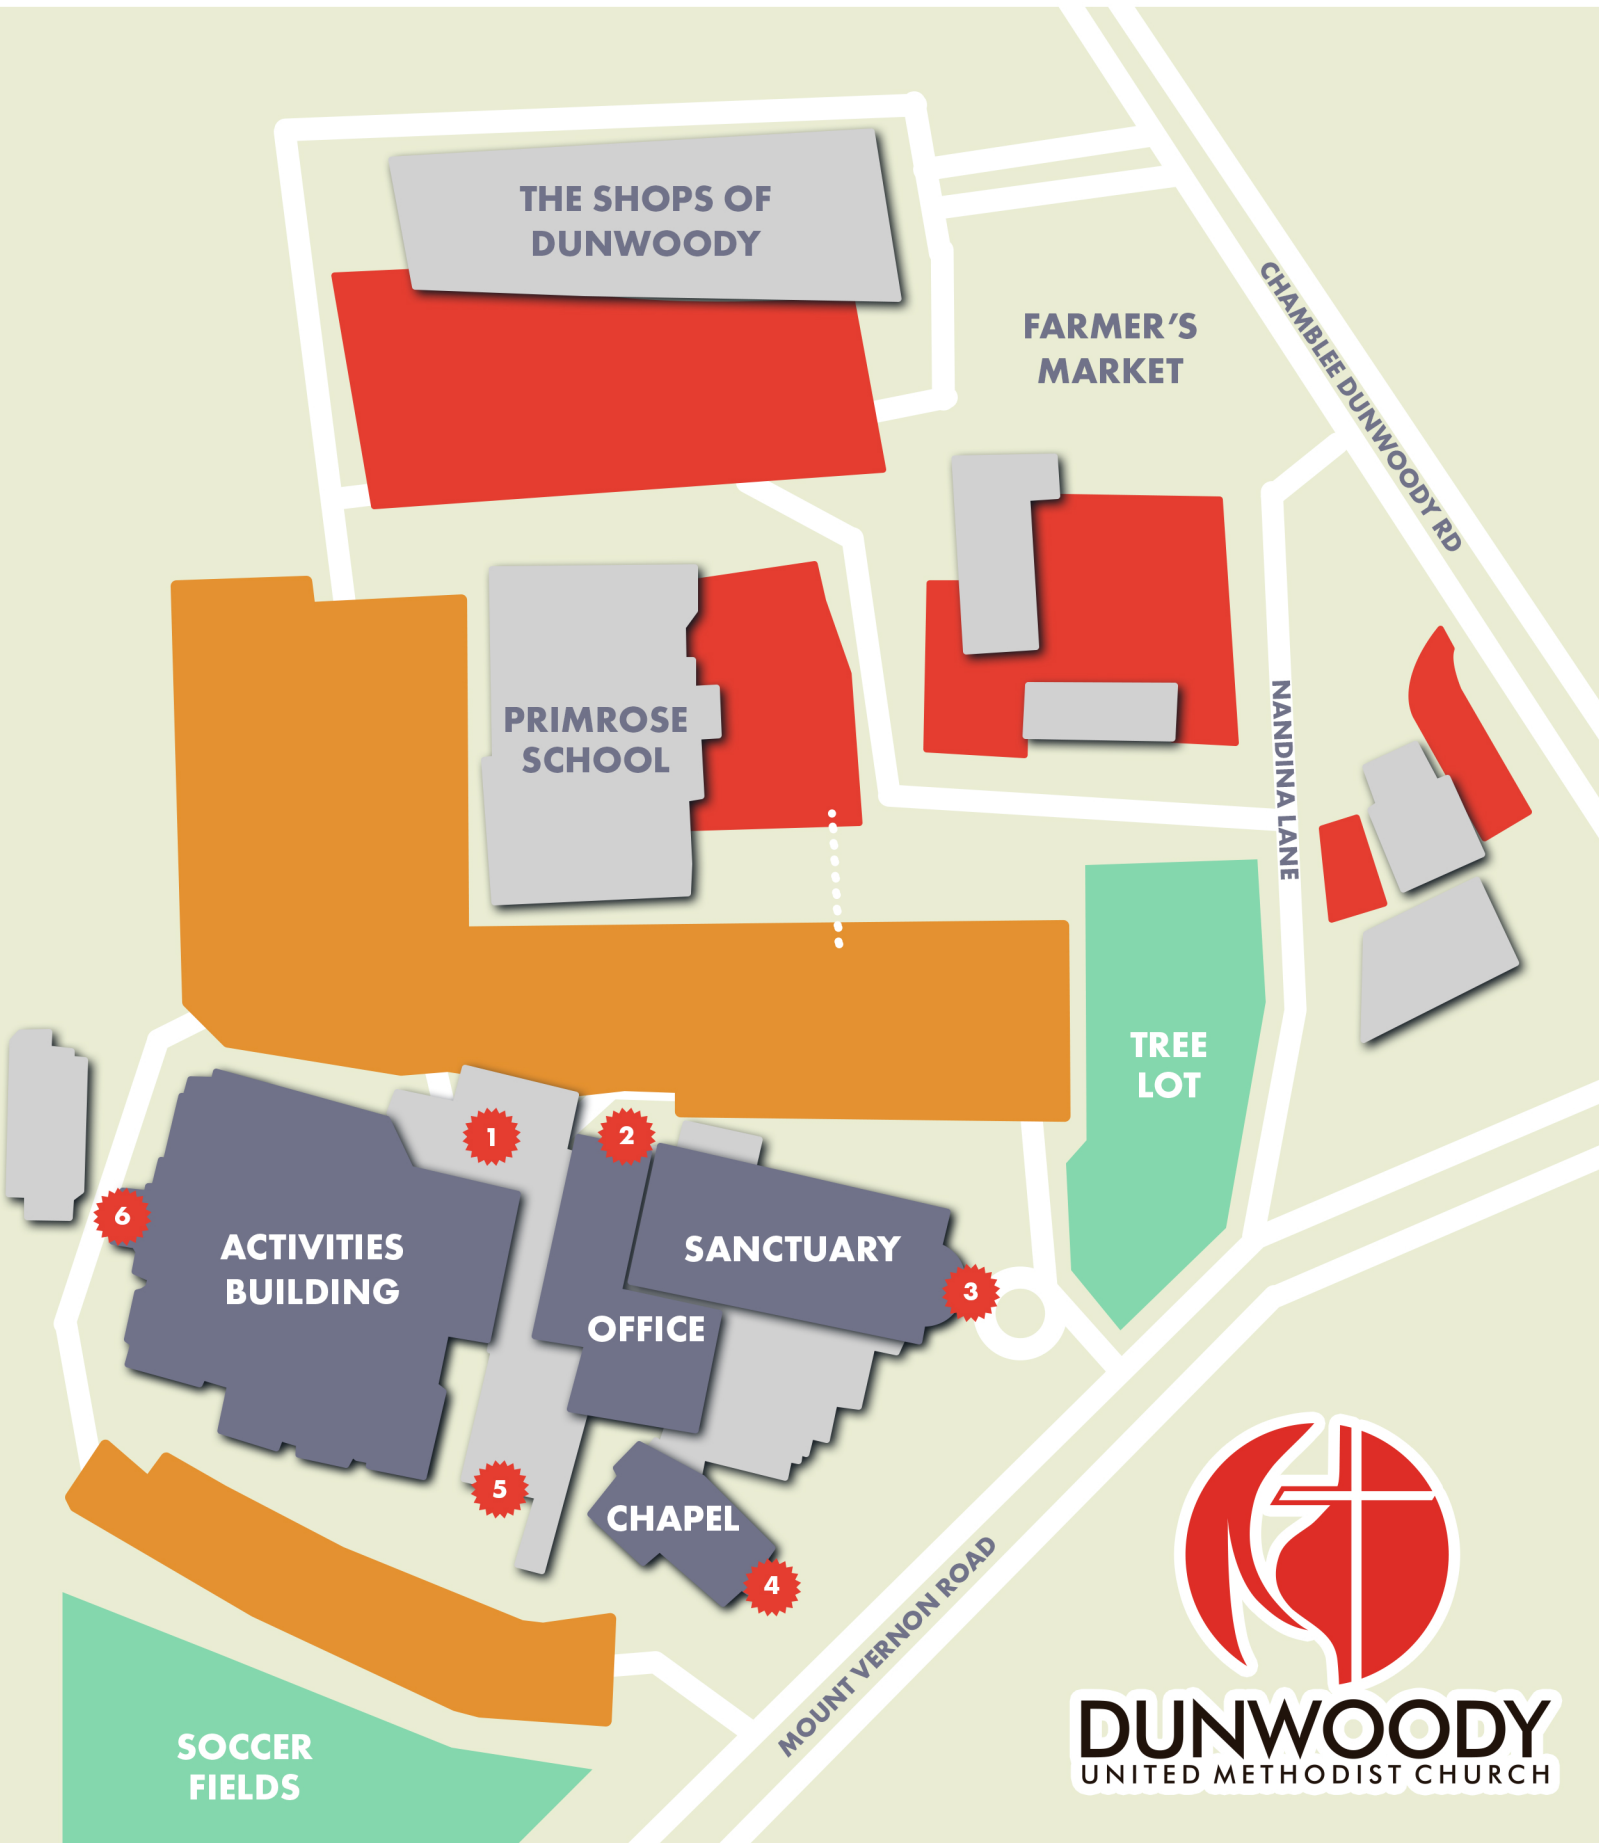 THE SHOPS OF
DUNWOODY
FARMER'S
MARKET
CHAMBLEE DUNWOODY RD
PRIMROSE
SCHOOL
NANDINA LANE
TREE
LOT
1
2
6
ACTIVITIES
BUILDING
SANCTUARY
3
OFFICE
5
CHAPEL
4
MOUNT VERNON ROAD
SOCCER
FIELDS
DUNWOODY
UNITED METHODIST CHURCH